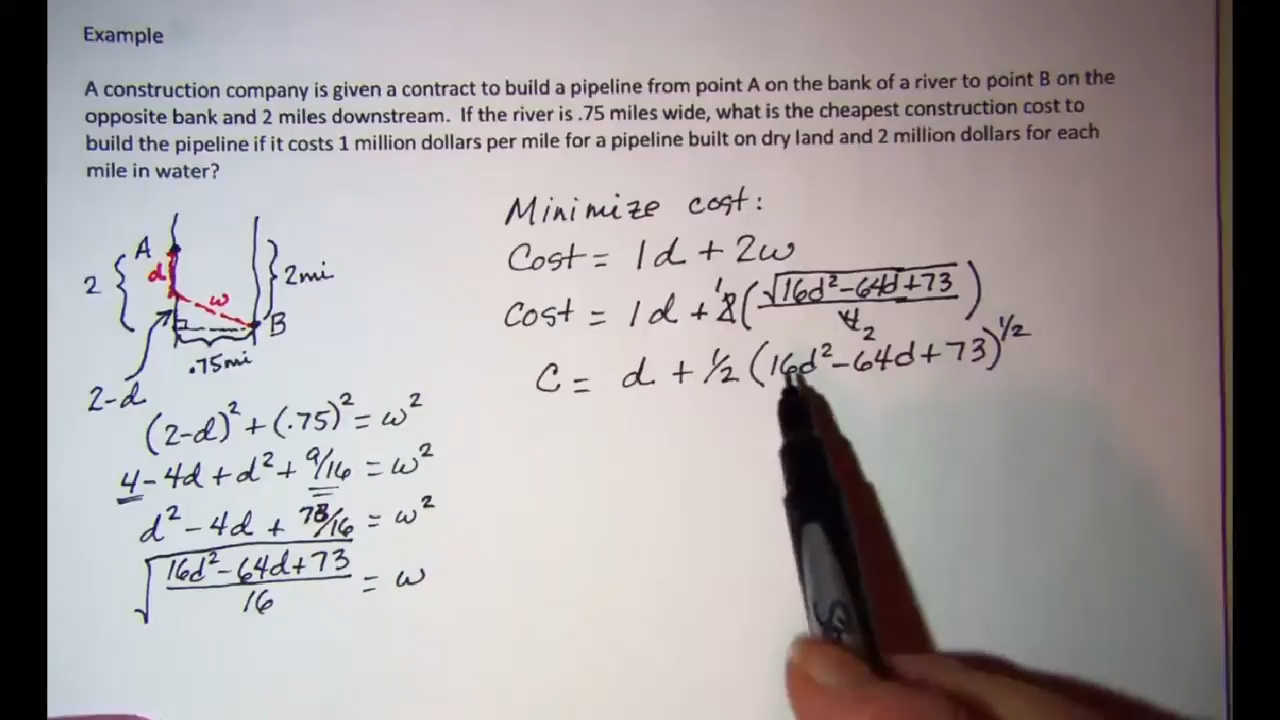 Example
A construction company is given a contract to build a pipeline from point A on the bank of a river to point B on the
opposite bank and 2 miles downstream. If the river is .75 miles wide, what is the cheapest construction cost to
build the pipeline if it costs 1 million dollars per mile for a pipeline built on dry land and 2 million dollars for each
mile in water?
A
2
d
w
2mi
B
.75mi
2-d
(2-d)² + (.75)² = w²
4 - 4d + d² + 9/16 = w²
d² - 4d + 73/16 = w²
√((16d² - 64d + 73)/16) = w
Minimize cost:
Cost = 1d + 2w
Cost = 1d + 2 1 (√(16d² - 64d + 73) / 4 2)
C = d + 1/2 (16d² - 64d + 73)^1/2